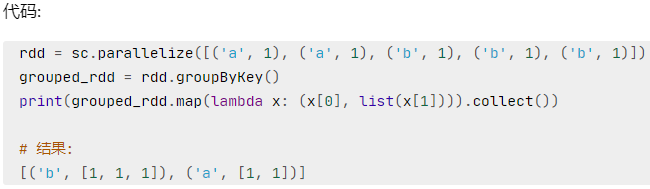 代码:
rdd = sc.parallelize([('a', 1), ('a', 1), ('b', 1), ('b', 1), ('b', 1)])
grouped_rdd = rdd.groupByKey()
print(grouped_rdd.map(lambda x: (x[0], list(x[1]))).collect())
# 结果:
[('b', [1, 1, 1]), ('a', [1, 1])]